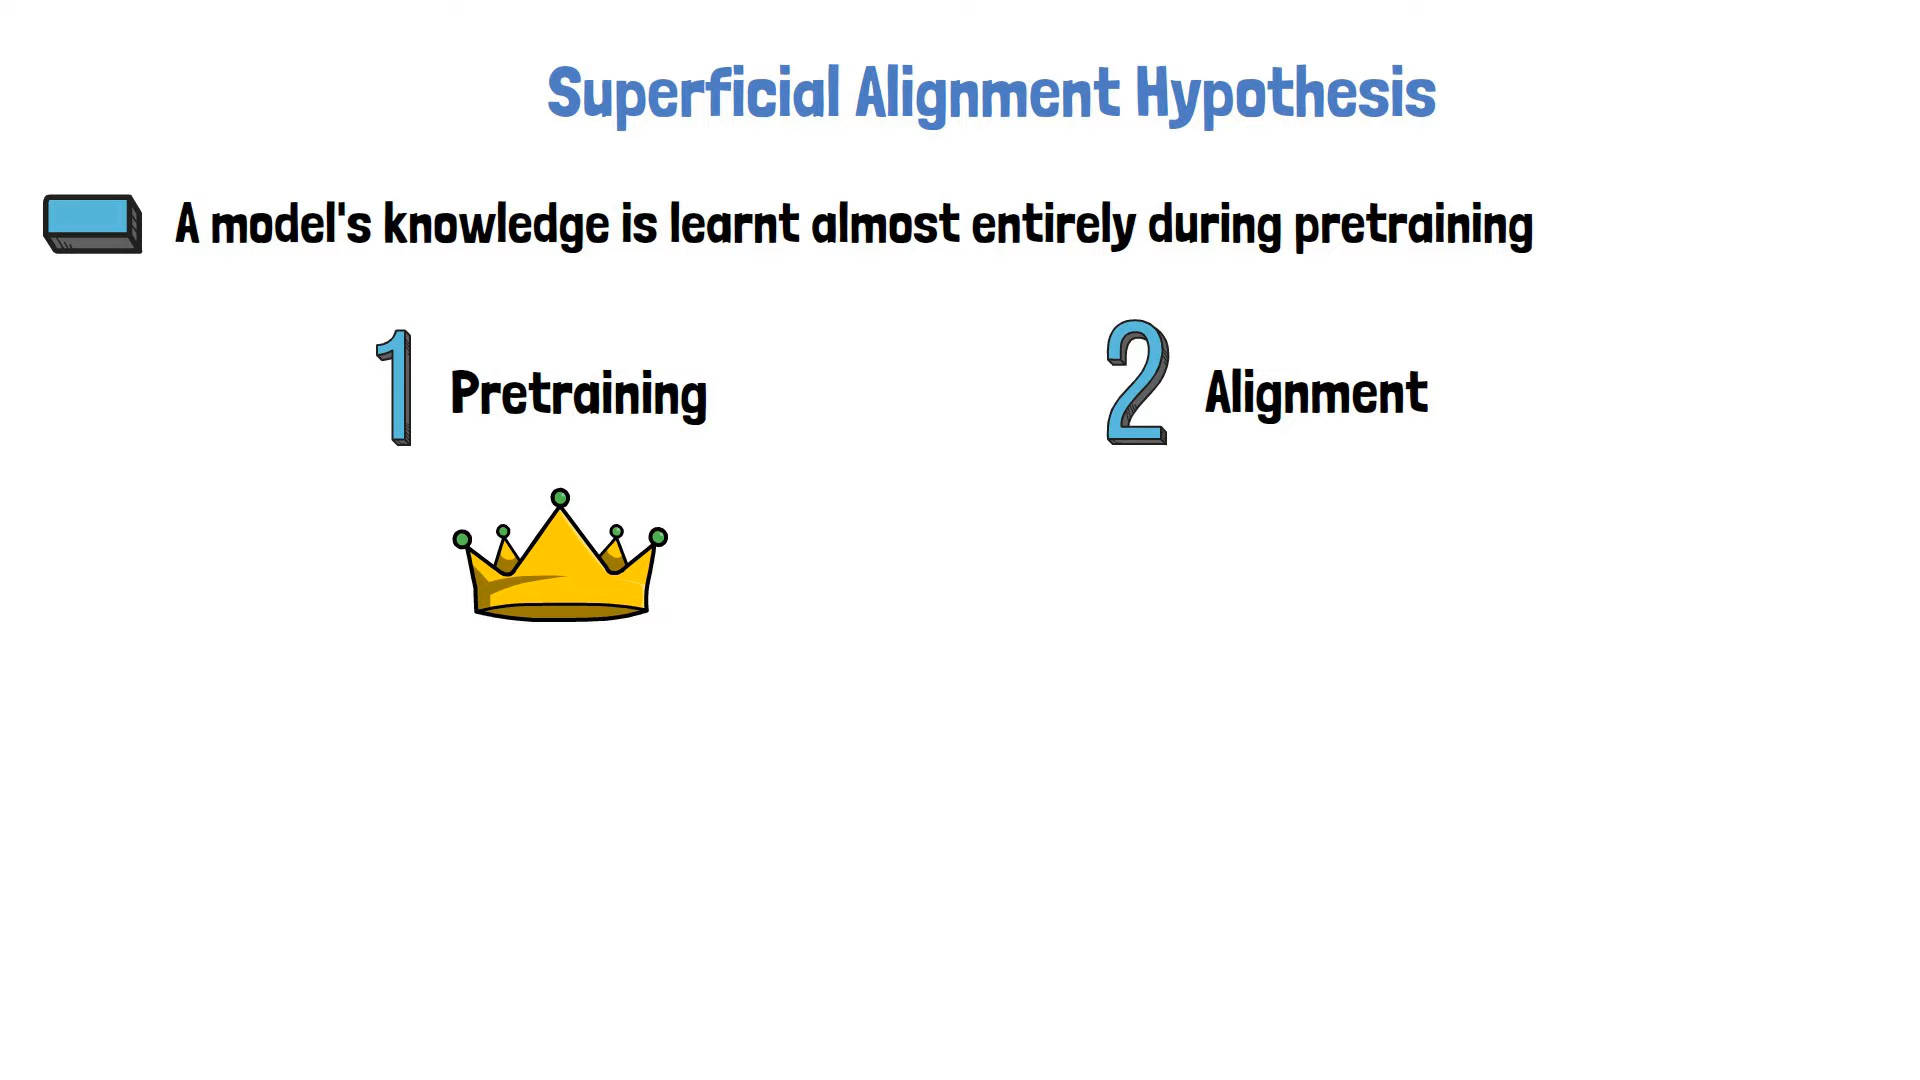 Superficial Alignment Hypothesis
A model's knowledge is learnt almost entirely during pretraining
1 Pretraining
2 Alignment